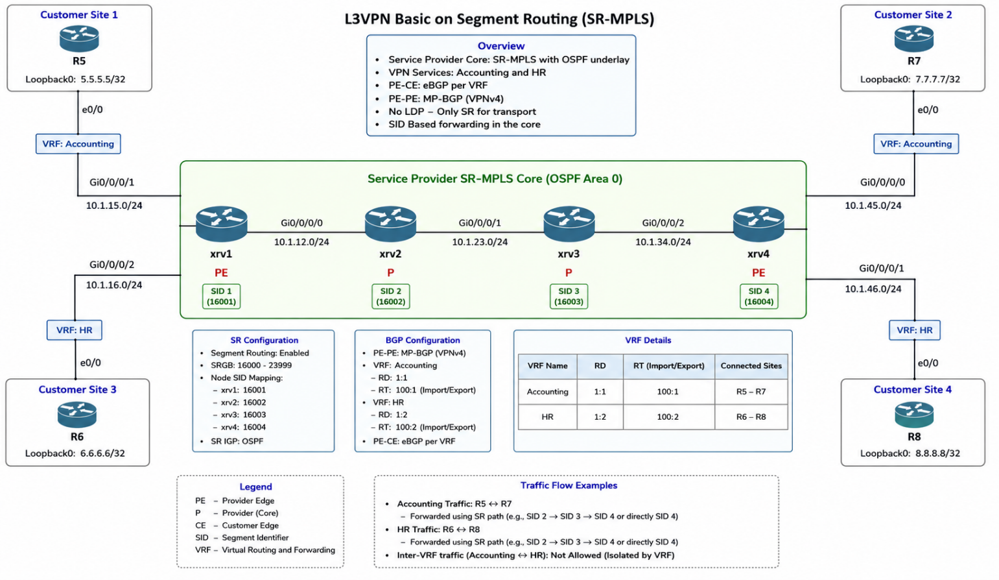 L3VPN Basic on Segment Routing (SR-MPLS)
Customer Site 1
R5
Loopback0: 5.5.5.5/32
e0/0
VRF: Accounting
Gi0/0/0/1
10.1.15.0/24
Overview
• Service Provider Core: SR-MPLS with OSPF underlay
• VPN Services: Accounting and HR
• PE-CE: eBGP per VRF
• PE-PE: MP-BGP (VPNv4)
• No LDP – Only SR for transport
• SID Based forwarding in the core
Customer Site 2
R7
Loopback0: 7.7.7.7/32
e0/0
VRF: Accounting
Gi0/0/0/0
10.1.45.0/24
Service Provider SR-MPLS Core (OSPF Area 0)
Gi0/0/0/0
10.1.12.0/24
Gi0/0/0/1
10.1.23.0/24
Gi0/0/0/2
10.1.34.0/24
xrv1
PE
SID 1
(16001)
xrv2
P
SID 2
(16002)
xrv3
P
SID 3
(16003)
xrv4
PE
SID 4
(16004)
Gi0/0/0/2
10.1.16.0/24
VRF: HR
e0/0
Customer Site 3
R6
Loopback0: 6.6.6.6/32
Gi0/0/0/1
10.1.46.0/24
VRF: HR
e0/0
Customer Site 4
R8
Loopback0: 8.8.8.8/32
SR Configuration
• Segment Routing: Enabled
• SRGB: 16000 - 23999
• Node SID Mapping:
– xrv1: 16001
– xrv2: 16002
– xrv3: 16003
– xrv4: 16004
• SR IGP: OSPF
BGP Configuration
• PE-PE: MP-BGP (VPNv4)
• VRF: Accounting
– RD: 1:1
– RT: 100:1 (Import/Export)
• VRF: HR
– RD: 1:2
– RT: 100:2 (Import/Export)
• PE-CE: eBGP per VRF
VRF Details
VRF Name RD RT (Import/Export) Connected Sites
Accounting 1:1 100:1 R5 – R7
HR 1:2 100:2 R6 – R8
Legend
PE – Provider Edge
P – Provider (Core)
CE – Customer Edge
SID – Segment Identifier
VRF – Virtual Routing and Forwarding
Traffic Flow Examples
• Accounting Traffic: R5 ↔ R7
– Forwarded using SR path (e.g., SID 2 → SID 3 → SID 4 or directly SID 4)
• HR Traffic: R6 ↔ R8
– Forwarded using SR path (e.g., SID 2 → SID 3 → SID 4 or directly SID 4)
• Inter-VRF traffic (Accounting ↔ HR): Not Allowed (Isolated by VRF)